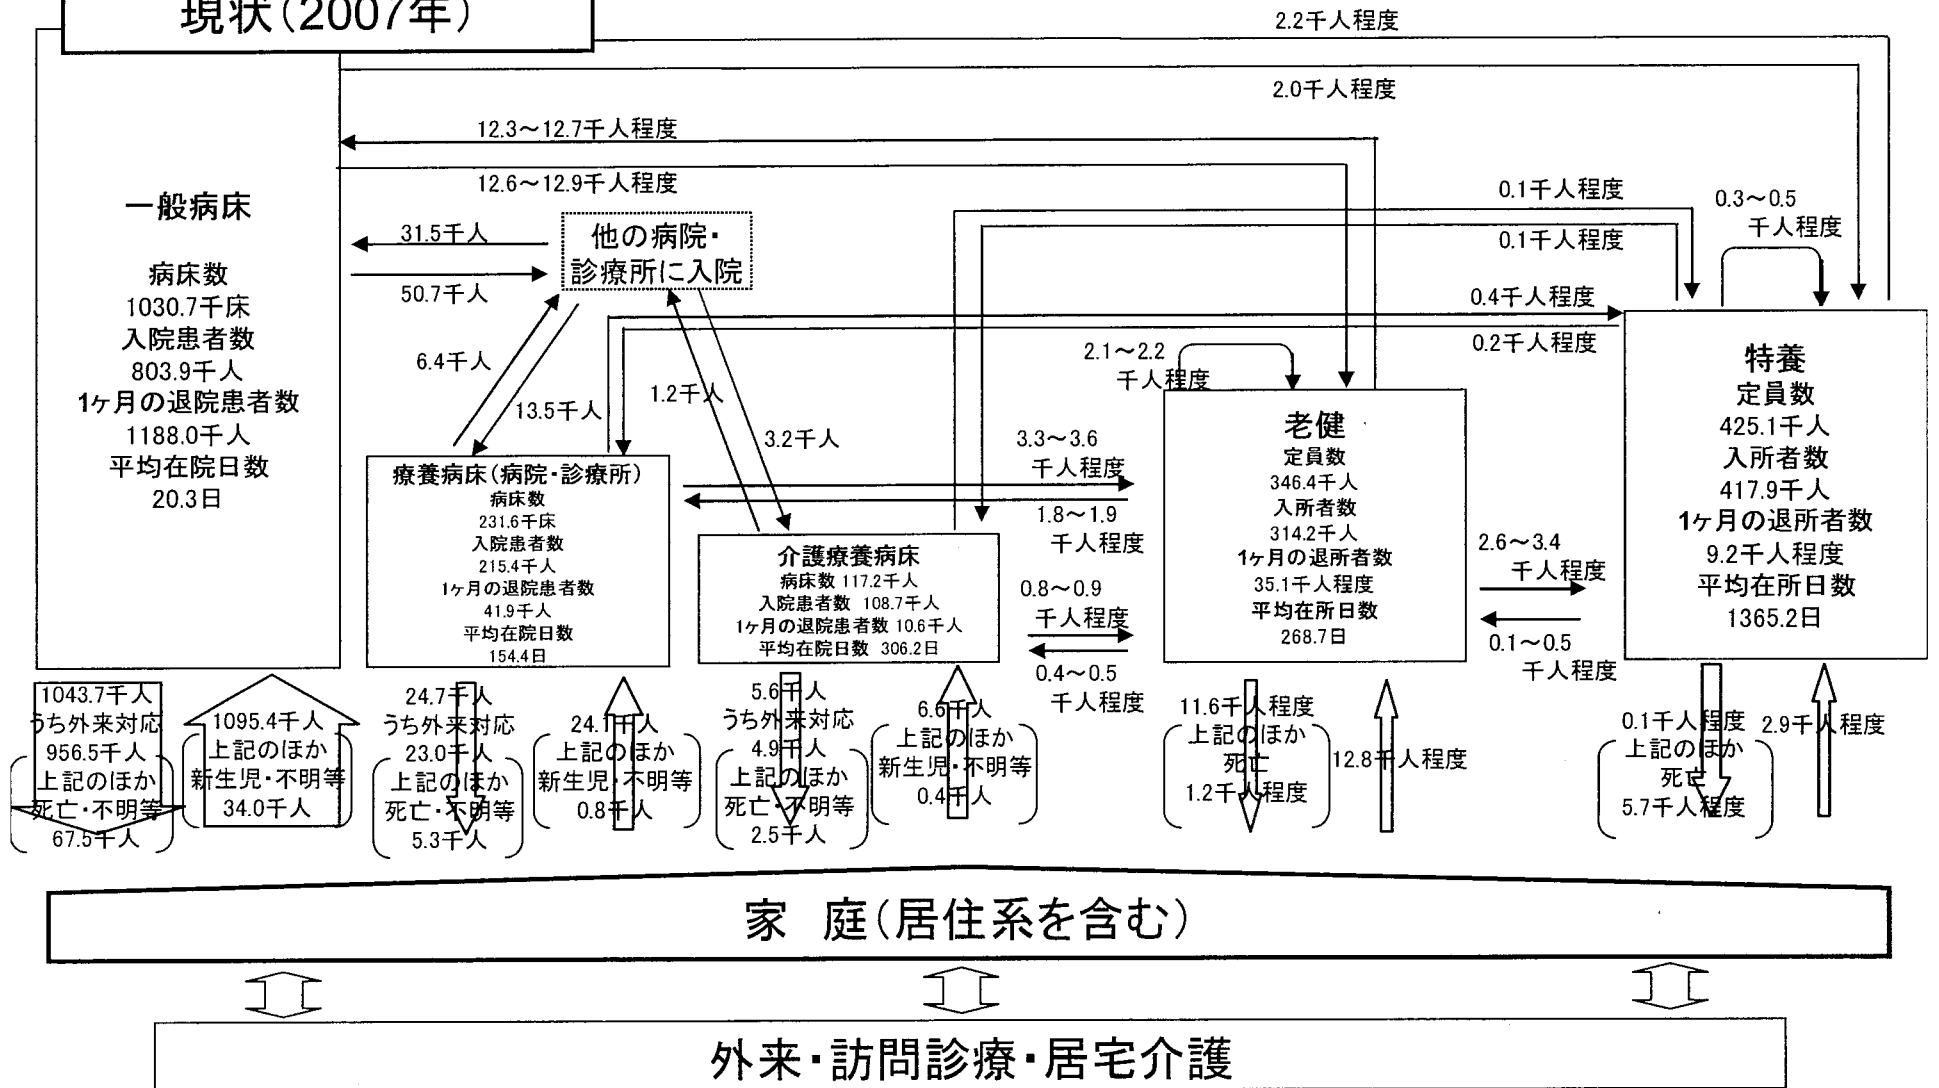 現状(2007年)
2.2千人程度
2.0千人程度
12.3～12.7千人程度
12.6～12.9千人程度
一般病床
病床数
1030.7千床
入院患者数
803.9千人
1ヶ月の退院患者数
1188.0千人
平均在院日数
20.3日
31.5千人
50.7千人
他の病院・
診療所に入院
0.1千人程度
0.1千人程度
0.3～0.5
千人程度
0.4千人程度
0.2千人程度
6.4千人
13.5千人
1.2千人
3.2千人
2.1～2.2
千人程度
3.3～3.6
千人程度
1.8～1.9
千人程度
0.8～0.9
千人程度
0.4～0.5
千人程度
2.6～3.4
千人程度
0.1～0.5
千人程度
療養病床(病院・診療所)
病床数
231.6千床
入院患者数
215.4千人
1ヶ月の退院患者数
41.9千人
平均在院日数
154.4日
介護療養病床
病床数 117.2千人
入院患者数 108.7千人
1ヶ月の退院患者数 10.6千人
平均在院日数 306.2日
老健
定員数
346.4千人
入所者数
314.2千人
1ヶ月の退所者数
35.1千人程度
平均在所日数
268.7日
特養
定員数
425.1千人
入所者数
417.9千人
1ヶ月の退所者数
9.2千人程度
平均在所日数
1365.2日
1043.7千人
うち外来対応
956.5千人
上記のほか
死亡・不明等
67.5千人
1095.4千人
上記のほか
新生児・不明等
34.0千人
24.7千人
うち外来対応
23.0千人
上記のほか
死亡・不明等
5.3千人
24.1千人
上記のほか
新生児・不明等
0.8千人
5.6千人
うち外来対応
4.9千人
上記のほか
死亡・不明等
2.5千人
6.6千人
上記のほか
新生児・不明等
0.4千人
11.6千人程度
上記のほか
死亡
1.2千人程度
12.8千人程度
0.1千人程度
上記のほか
死亡
5.7千人程度
2.9千人程度
家 庭(居住系を含む)
外来・訪問診療・居宅介護